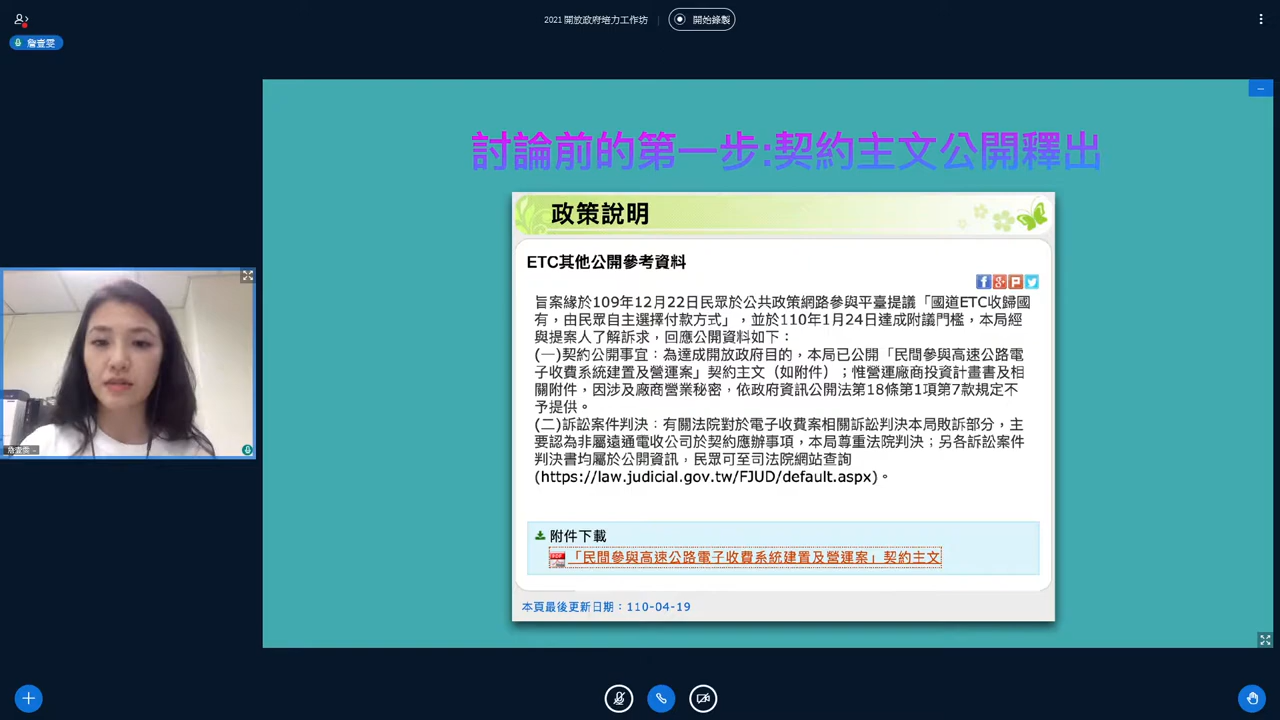 2021 開放政府培力工作坊
開始錄製
詹壹雯
討論前的第一步:契約主文公開釋出
政策說明
ETC其他公開參考資料
旨案緣於109年12月22日民眾於公共政策網路參與平臺提議「國道ETC收歸國
有，由民眾自主選擇付款方式」，並於110年1月24日達成附議門檻，本局經
與提案人了解訴求，回應公開資料如下：
(一)契約公開事宜：為達成開放政府目的，本局已公開「民間參與高速公路電
子收費系統建置及營運案」契約主文（如附件）；惟營運廠商投資計畫書及相
關附件，因涉及廠商營業秘密，依政府資訊公開法第18條第1項第7款規定不
予提供。
(二)訴訟案件判決：有關法院對於電子收費案相關訴訟判決本局敗訴部分，主
要認為非屬遠通電收公司於契約應辦事項，本局尊重法院判決；另各訴訟案件
判決書均屬於公開資訊，民眾可至司法院網站查詢
(https://law.judicial.gov.tw/FJUD/default.aspx)。
附件下載
「民間參與高速公路電子收費系統建置及營運案」契約主文
本頁最後更新日期：110-04-19
詹壹雯